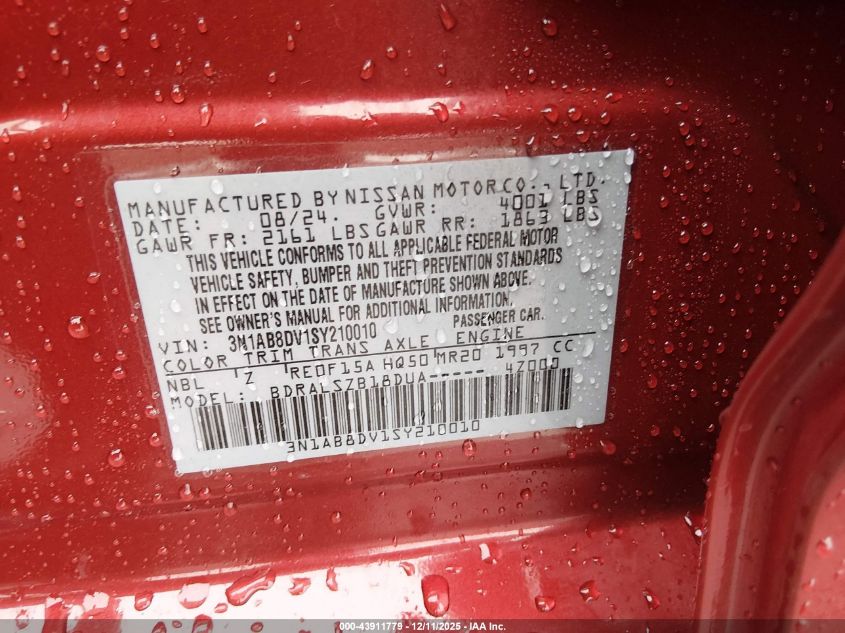 MANUFACTURED BY NISSAN MOTOR CO., LTD.
DATE: 08/24. GVWR: 4001 LBS
GAWR FR: 2161 LBS GAWR RR: 1863 LBS
THIS VEHICLE CONFORMS TO ALL APPLICABLE FEDERAL MOTOR
VEHICLE SAFETY, BUMPER AND THEFT PREVENTION STANDARDS
IN EFFECT ON THE DATE OF MANUFACTURE SHOWN ABOVE.
SEE OWNER'S MANUAL FOR ADDITIONAL INFORMATION.
VIN: 3N1AB8DV1SY210010 PASSENGER CAR.
COLOR TRIM TRANS AXLE ENGINE
NBL Z RE0F15A HQ50 MR20 1997 CC
MODEL: BDRALSZB18DUA----- 4Z000
3N1AB8DV1SY210010
000-43911779 - 12/11/2025 - IAA Inc.